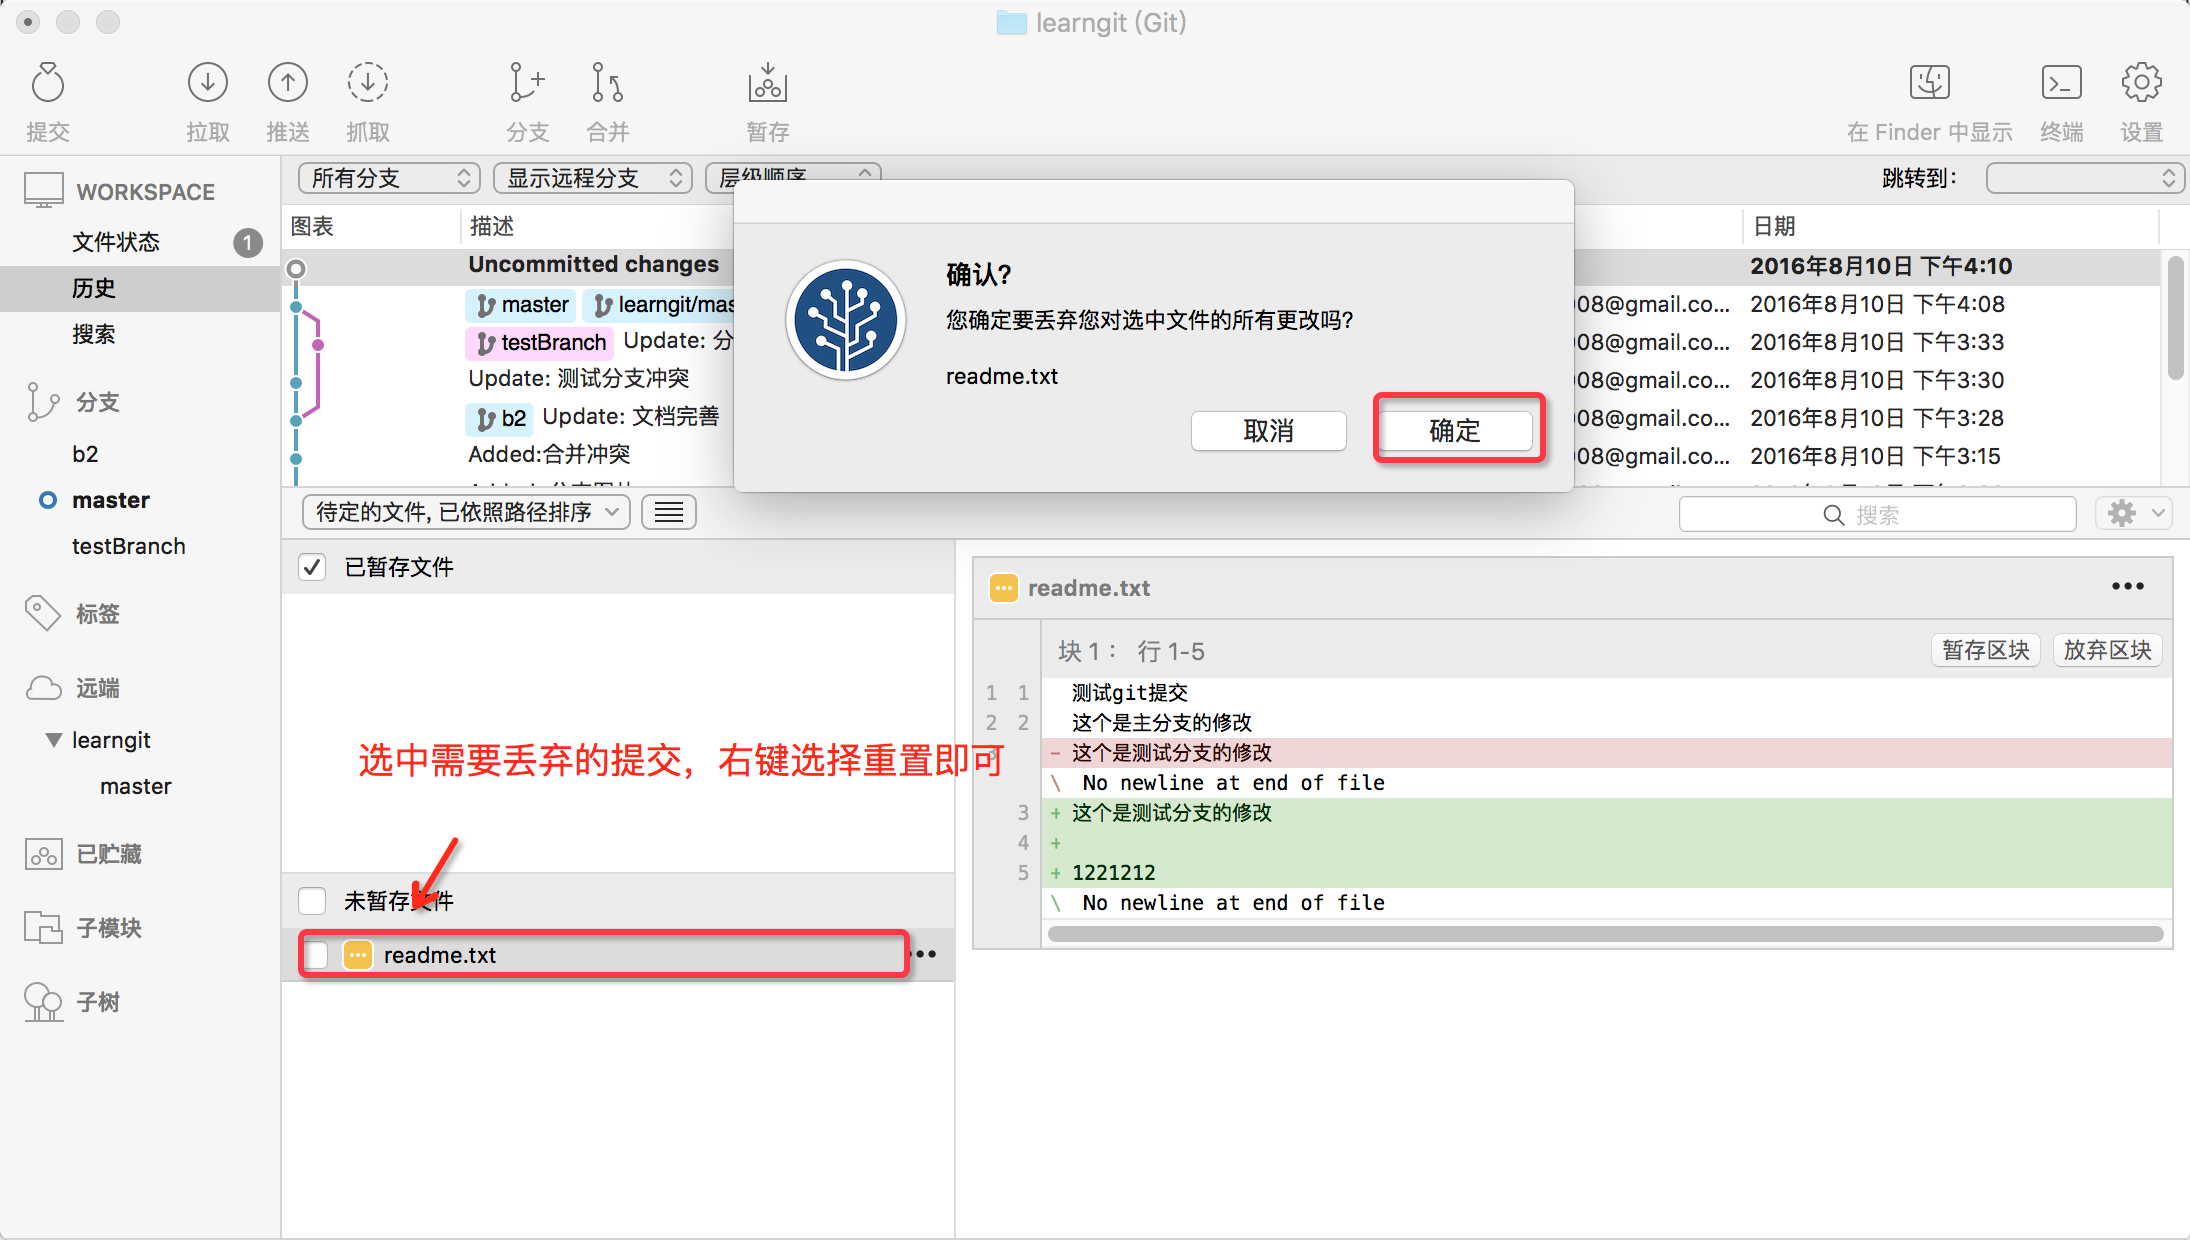 learngit (Git)
提交
拉取
推送
抓取
分支
合并
暂存
在 Finder 中显示
终端
设置
WORKSPACE
文件状态
1
历史
搜索
分支
b2
master
testBranch
标签
远端
learngit
master
已贮藏
子模块
子树
所有分支
显示远程分支
层级顺序
跳转到：
图表
描述
日期
Uncommitted changes
2016年8月10日 下午4:10
master
learngit/mas
08@gmail.co... 2016年8月10日 下午4:08
testBranch Update: 分
08@gmail.co... 2016年8月10日 下午3:33
Update: 测试分支冲突
08@gmail.co... 2016年8月10日 下午3:30
b2 Update: 文档完善
08@gmail.co... 2016年8月10日 下午3:28
Added:合并冲突
08@gmail.co... 2016年8月10日 下午3:15
确认?
您确定要丢弃您对选中文件的所有更改吗?
readme.txt
取消
确定
待定的文件, 已依照路径排序
搜索
已暂存文件
选中需要丢弃的提交，右键选择重置即可
未暂存文件
readme.txt
•••
readme.txt
•••
块 1： 行 1-5
暂存区块
放弃区块
1 1 测试git提交
2 2 这个是主分支的修改
3 - 这个是测试分支的修改
\ No newline at end of file
3 + 这个是测试分支的修改
4 +
5 + 1221212
\ No newline at end of file